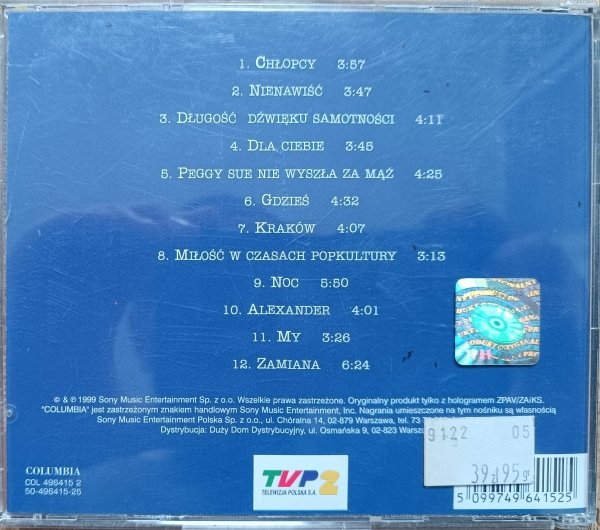 1. Chłopcy 3:57
2. Nienawiść 3:47
3. Długość dźwięku samotności 4:11
4. Dla ciebie 3:45
5. Peggy Sue nie wyszła za mąż 4:25
6. Gdzieś 4:32
7. Kraków 4:07
8. Miłość w czasach popkultury 3:13
9. Noc 5:50
10. Alexander 4:01
11. My 3:26
12. Zamiana 6:24
© & ℗ 1999 Sony Music Entertainment Sp. z o.o. Wszelkie prawa zastrzeżone. Oryginalny produkt tylko z hologramem ZPAV/ZAiKS.
"COLUMBIA" jest zastrzeżonym znakiem handlowym Sony Music Entertainment, Inc. Nagrania umieszczone na tym nośniku są własnością
Sony Music Entertainment Polska Sp. z o.o., ul. Chóralna 14, 02-879 Warszawa, tel. 73
Dystrybucja: Duży Dom Dystrybucyjny, ul. Osmańska 9, 02-823 Warszawa
9122 05
39 zł 95 gr
COLUMBIA
COL 496415 2
50-496415-25
TVP2
TELEWIZJA POLSKA S.A.
5 099749 641525